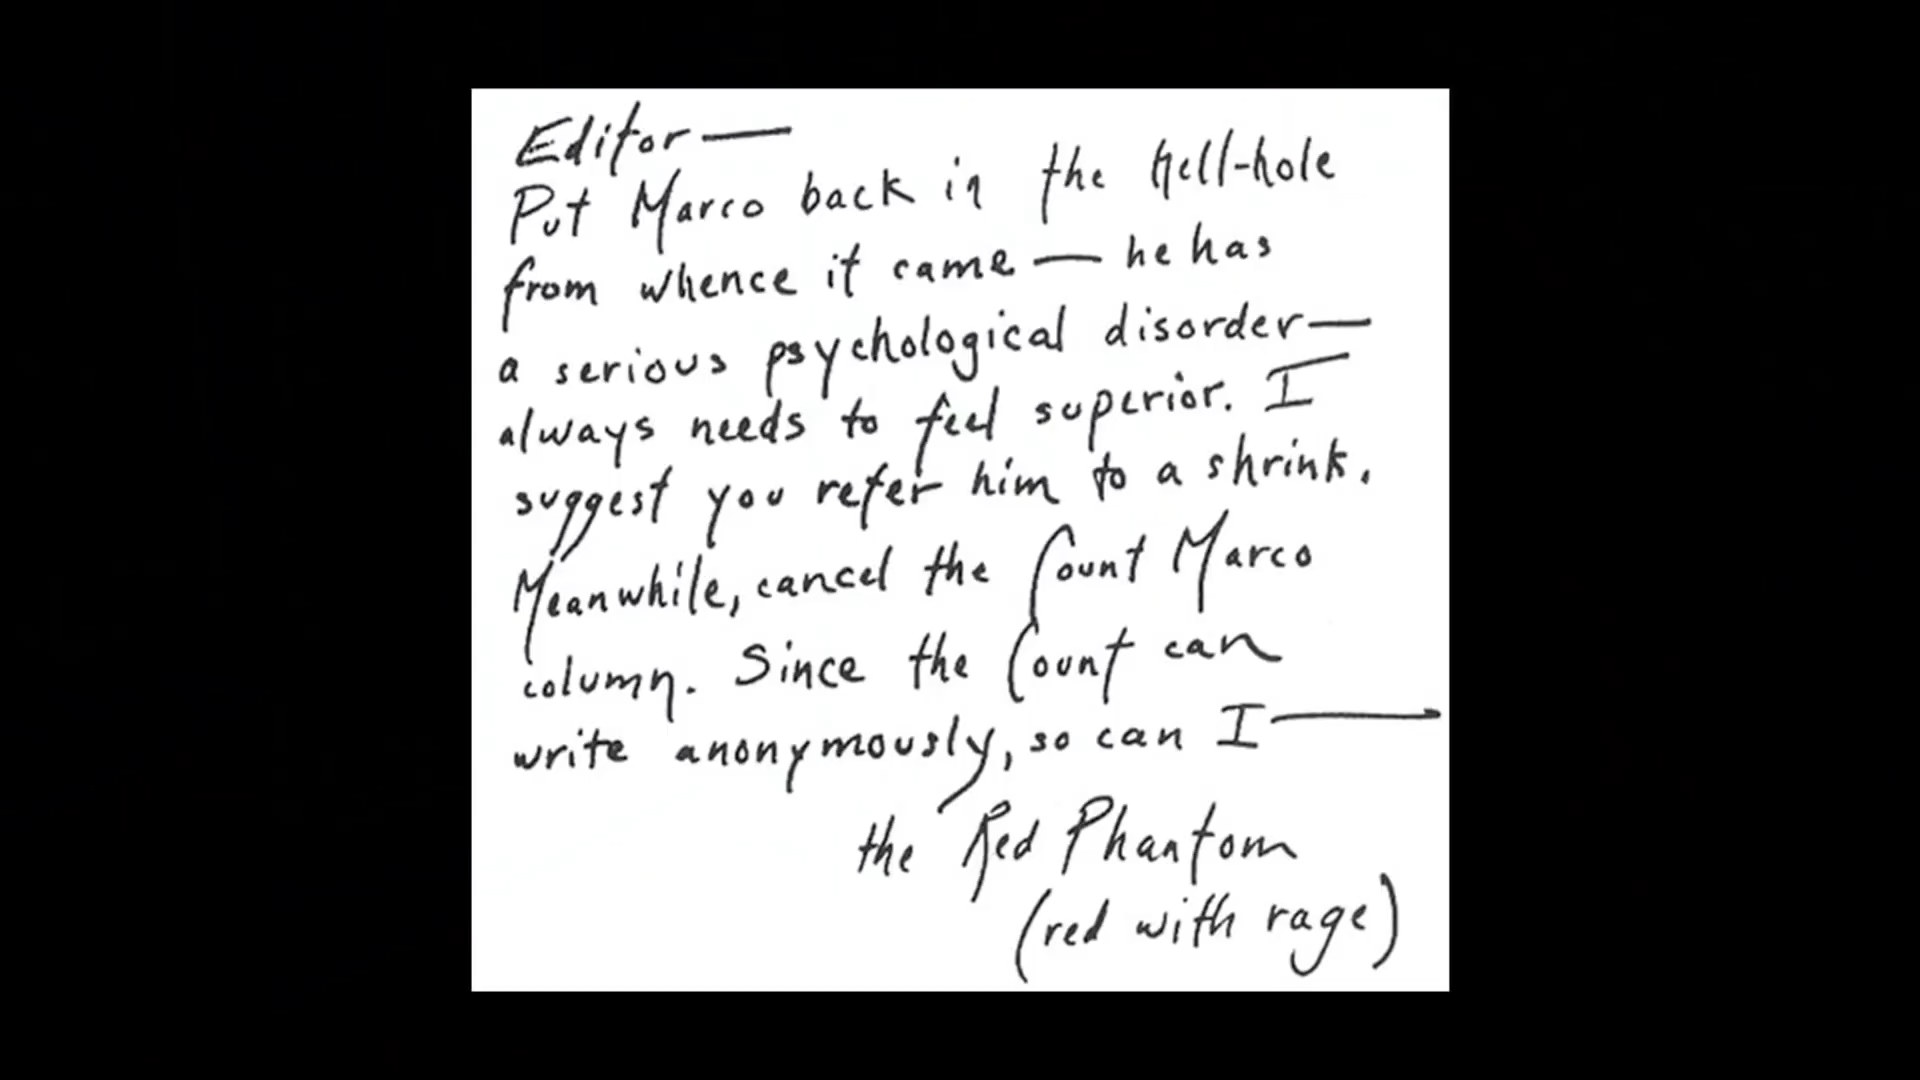 Editor—
Put Marco back in the hell-hole
from whence it came — he has
a serious psychological disorder—
always needs to feel superior. I
suggest you refer him to a shrink.
Meanwhile, cancel the Count Marco
column. Since the Count can
write anonymously, so can I—
the Red Phantom
(red with rage)